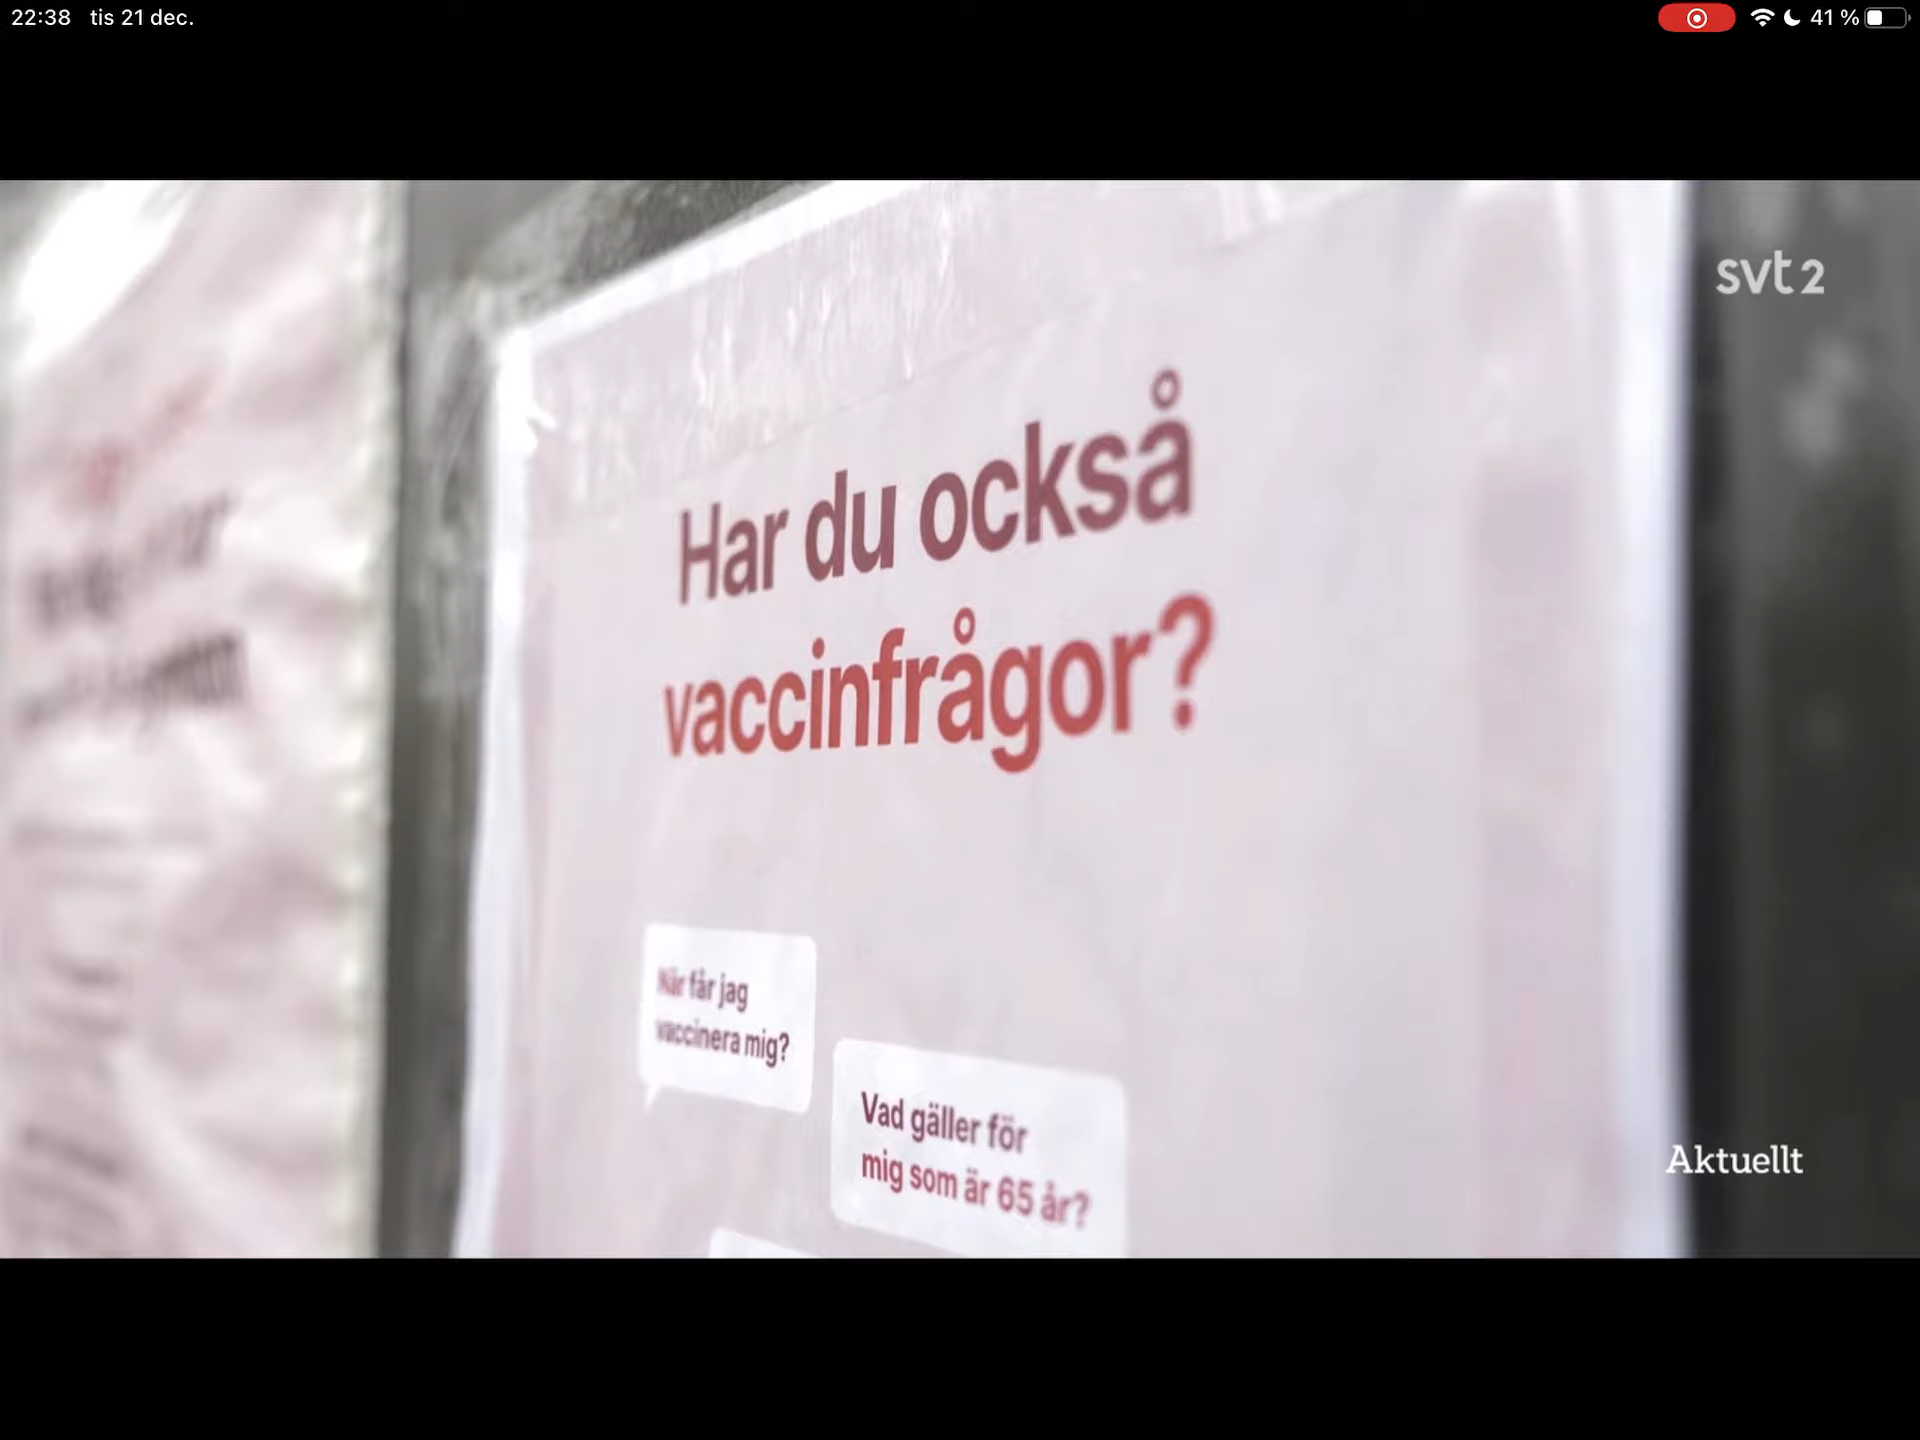 22:38 tis 21 dec.
41 %
svt2
Har du också
vaccinfrågor?
När får jag
vaccinera mig?
Vad gäller för
mig som är 65 år?
Aktuellt